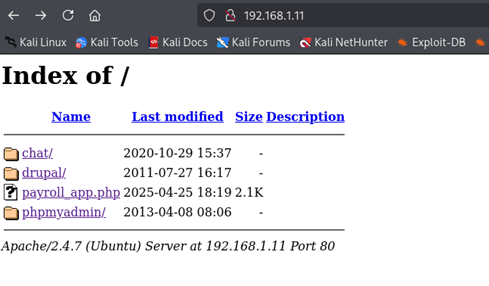 192.168.1.11
Kali Linux Kali Tools Kali Docs Kali Forums Kali NetHunter Exploit-DB
Index of /
Name Last modified Size Description
chat/ 2020-10-29 15:37 -
drupal/ 2011-07-27 16:17 -
payroll_app.php 2025-04-25 18:19 2.1K
phpmyadmin/ 2013-04-08 08:06 -
Apache/2.4.7 (Ubuntu) Server at 192.168.1.11 Port 80